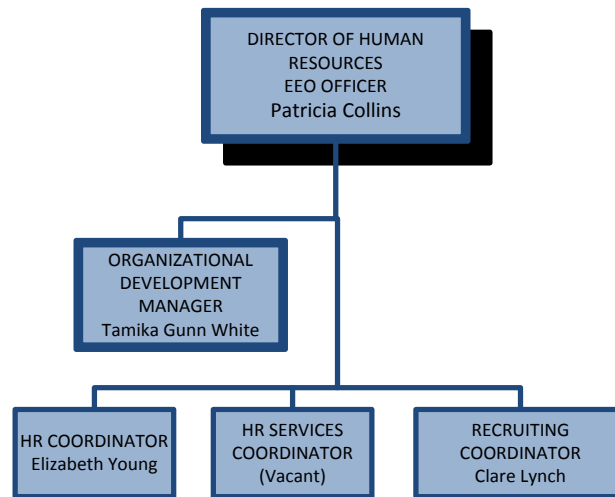 DIRECTOR OF HUMAN
RESOURCES
EEO OFFICER
Patricia Collins
ORGANIZATIONAL
DEVELOPMENT
MANAGER
Tamika Gunn White
HR COORDINATOR
Elizabeth Young
HR SERVICES
COORDINATOR
(Vacant)
RECRUITING
COORDINATOR
Clare Lynch